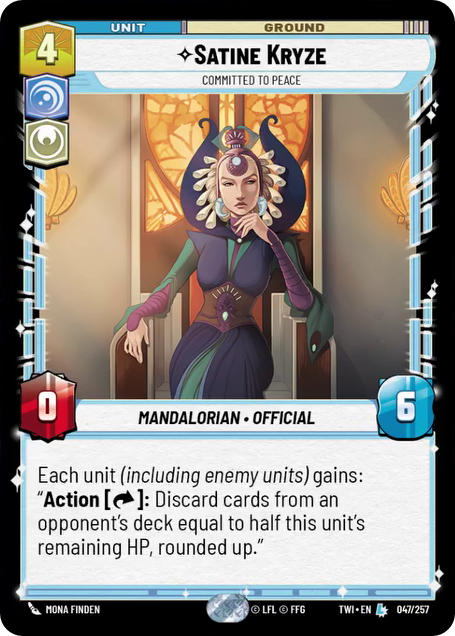 UNIT GROUND
4 ✧SATINE KRYZE
COMMITTED TO PEACE
0 MANDALORIAN • OFFICIAL 6
Each unit (including enemy units) gains:
“Action [↷]: Discard cards from an
opponent’s deck equal to half this unit’s
remaining HP, rounded up.”
MONA FINDEN © LFL © FFG TWI • EN L 047/257